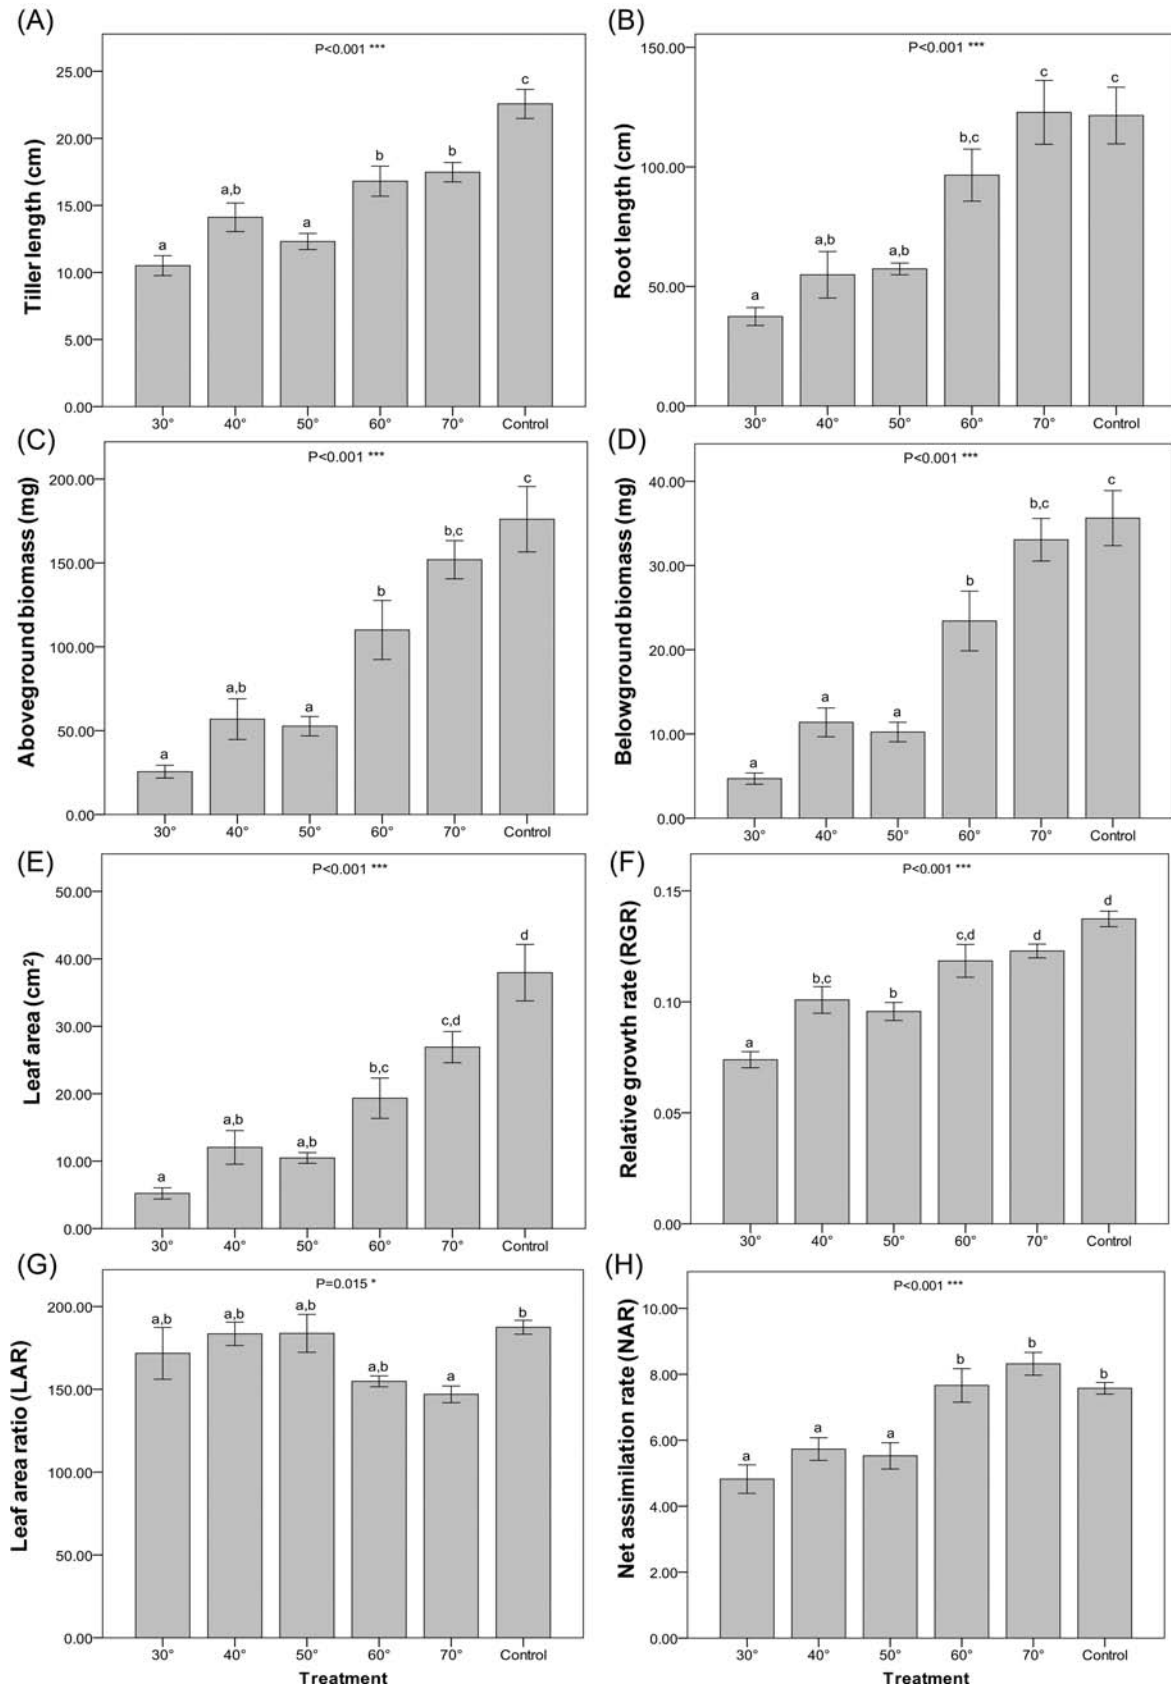 (A)
P<0.001 ***
Tiller length (cm)
25.00
20.00
15.00
10.00
5.00
0.00
a
a,b
a
b
b
c
30° 40° 50° 60° 70° Control
(B)
P<0.001 ***
Root length (cm)
150.00
100.00
50.00
0.00
a
a,b
a,b
b,c
c
c
30° 40° 50° 60° 70° Control
(C)
P<0.001 ***
Aboveground biomass (mg)
200.00
150.00
100.00
50.00
0.00
a
a,b
a
b
b,c
c
30° 40° 50° 60° 70° Control
(D)
P<0.001 ***
Belowground biomass (mg)
40.00
30.00
20.00
10.00
0.00
a
a
a
b
b,c
c
30° 40° 50° 60° 70° Control
(E)
P<0.001 ***
Leaf area (cm²)
50.00
40.00
30.00
20.00
10.00
0.00
a
a,b
a,b
b,c
c,d
d
30° 40° 50° 60° 70° Control
(F)
P<0.001 ***
Relative growth rate (RGR)
0.15
0.10
0.05
0.00
a
b,c
b
c,d
d
d
30° 40° 50° 60° 70° Control
(G)
P=0.015 *
Leaf area ratio (LAR)
200.00
150.00
100.00
50.00
0.00
a,b
a,b
a,b
a,b
a
b
30° 40° 50° 60° 70° Control
Treatment
(H)
P<0.001 ***
Net assimilation rate (NAR)
10.00
8.00
6.00
4.00
2.00
0.00
a
a
a
b
b
b
30° 40° 50° 60° 70° Control
Treatment